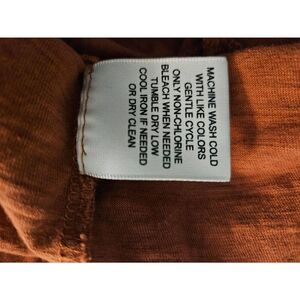 MACHINE WASH COLD
WITH LIKE COLORS
GENTLE CYCLE
ONLY NON-CHLORINE
BLEACH WHEN NEEDED
TUMBLE DRY LOW
COOL IRON IF NEEDED
OR DRY CLEAN